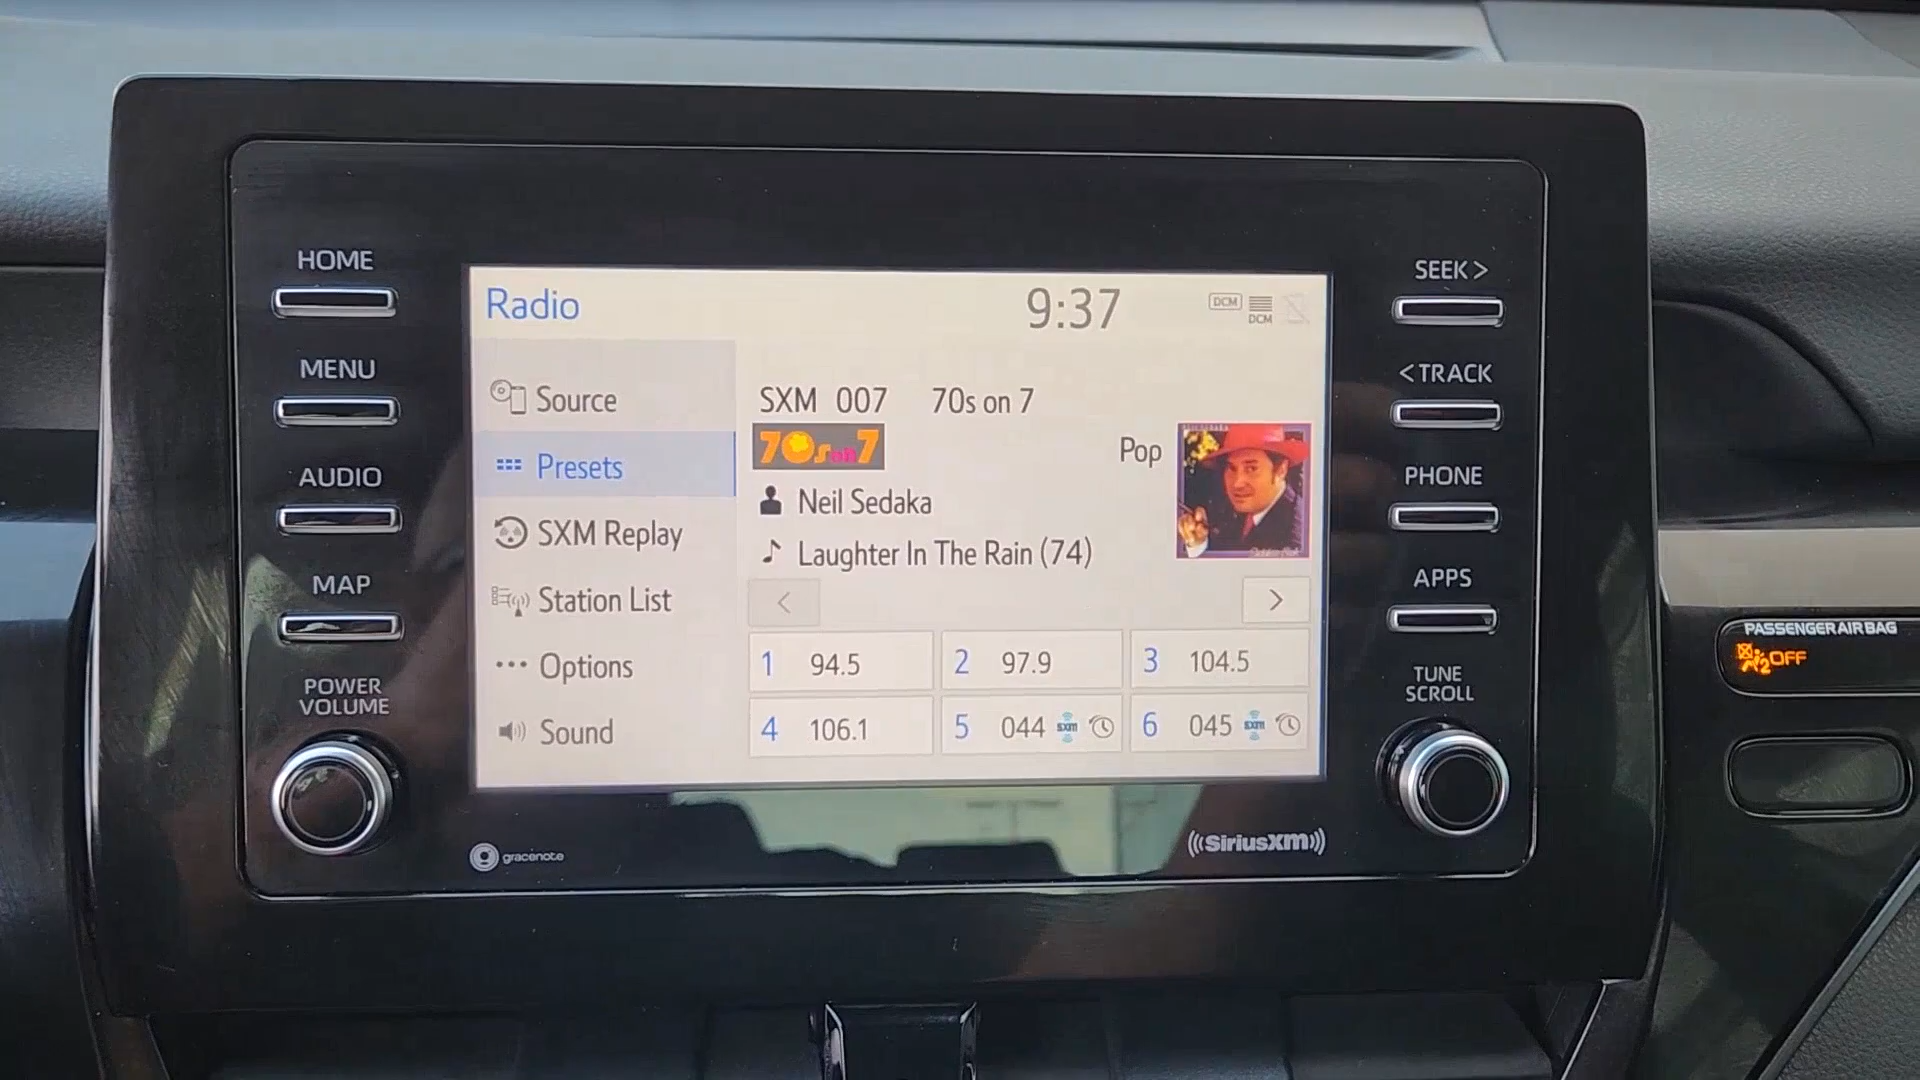 HOME
MENU
AUDIO
MAP
POWER
VOLUME
Radio
9:37
DCM
DCM
Source
Presets
SXM Replay
Station List
Options
Sound
SXM 007 70s on 7
70s on 7
Pop
Neil Sedaka
Laughter In The Rain (74)
<
>
1 94.5
2 97.9
3 104.5
4 106.1
5 044 SXM
6 045 SXM
gracenote
SiriusXM
SEEK >
< TRACK
PHONE
APPS
TUNE
SCROLL
PASSENGER AIR BAG
2 OFF